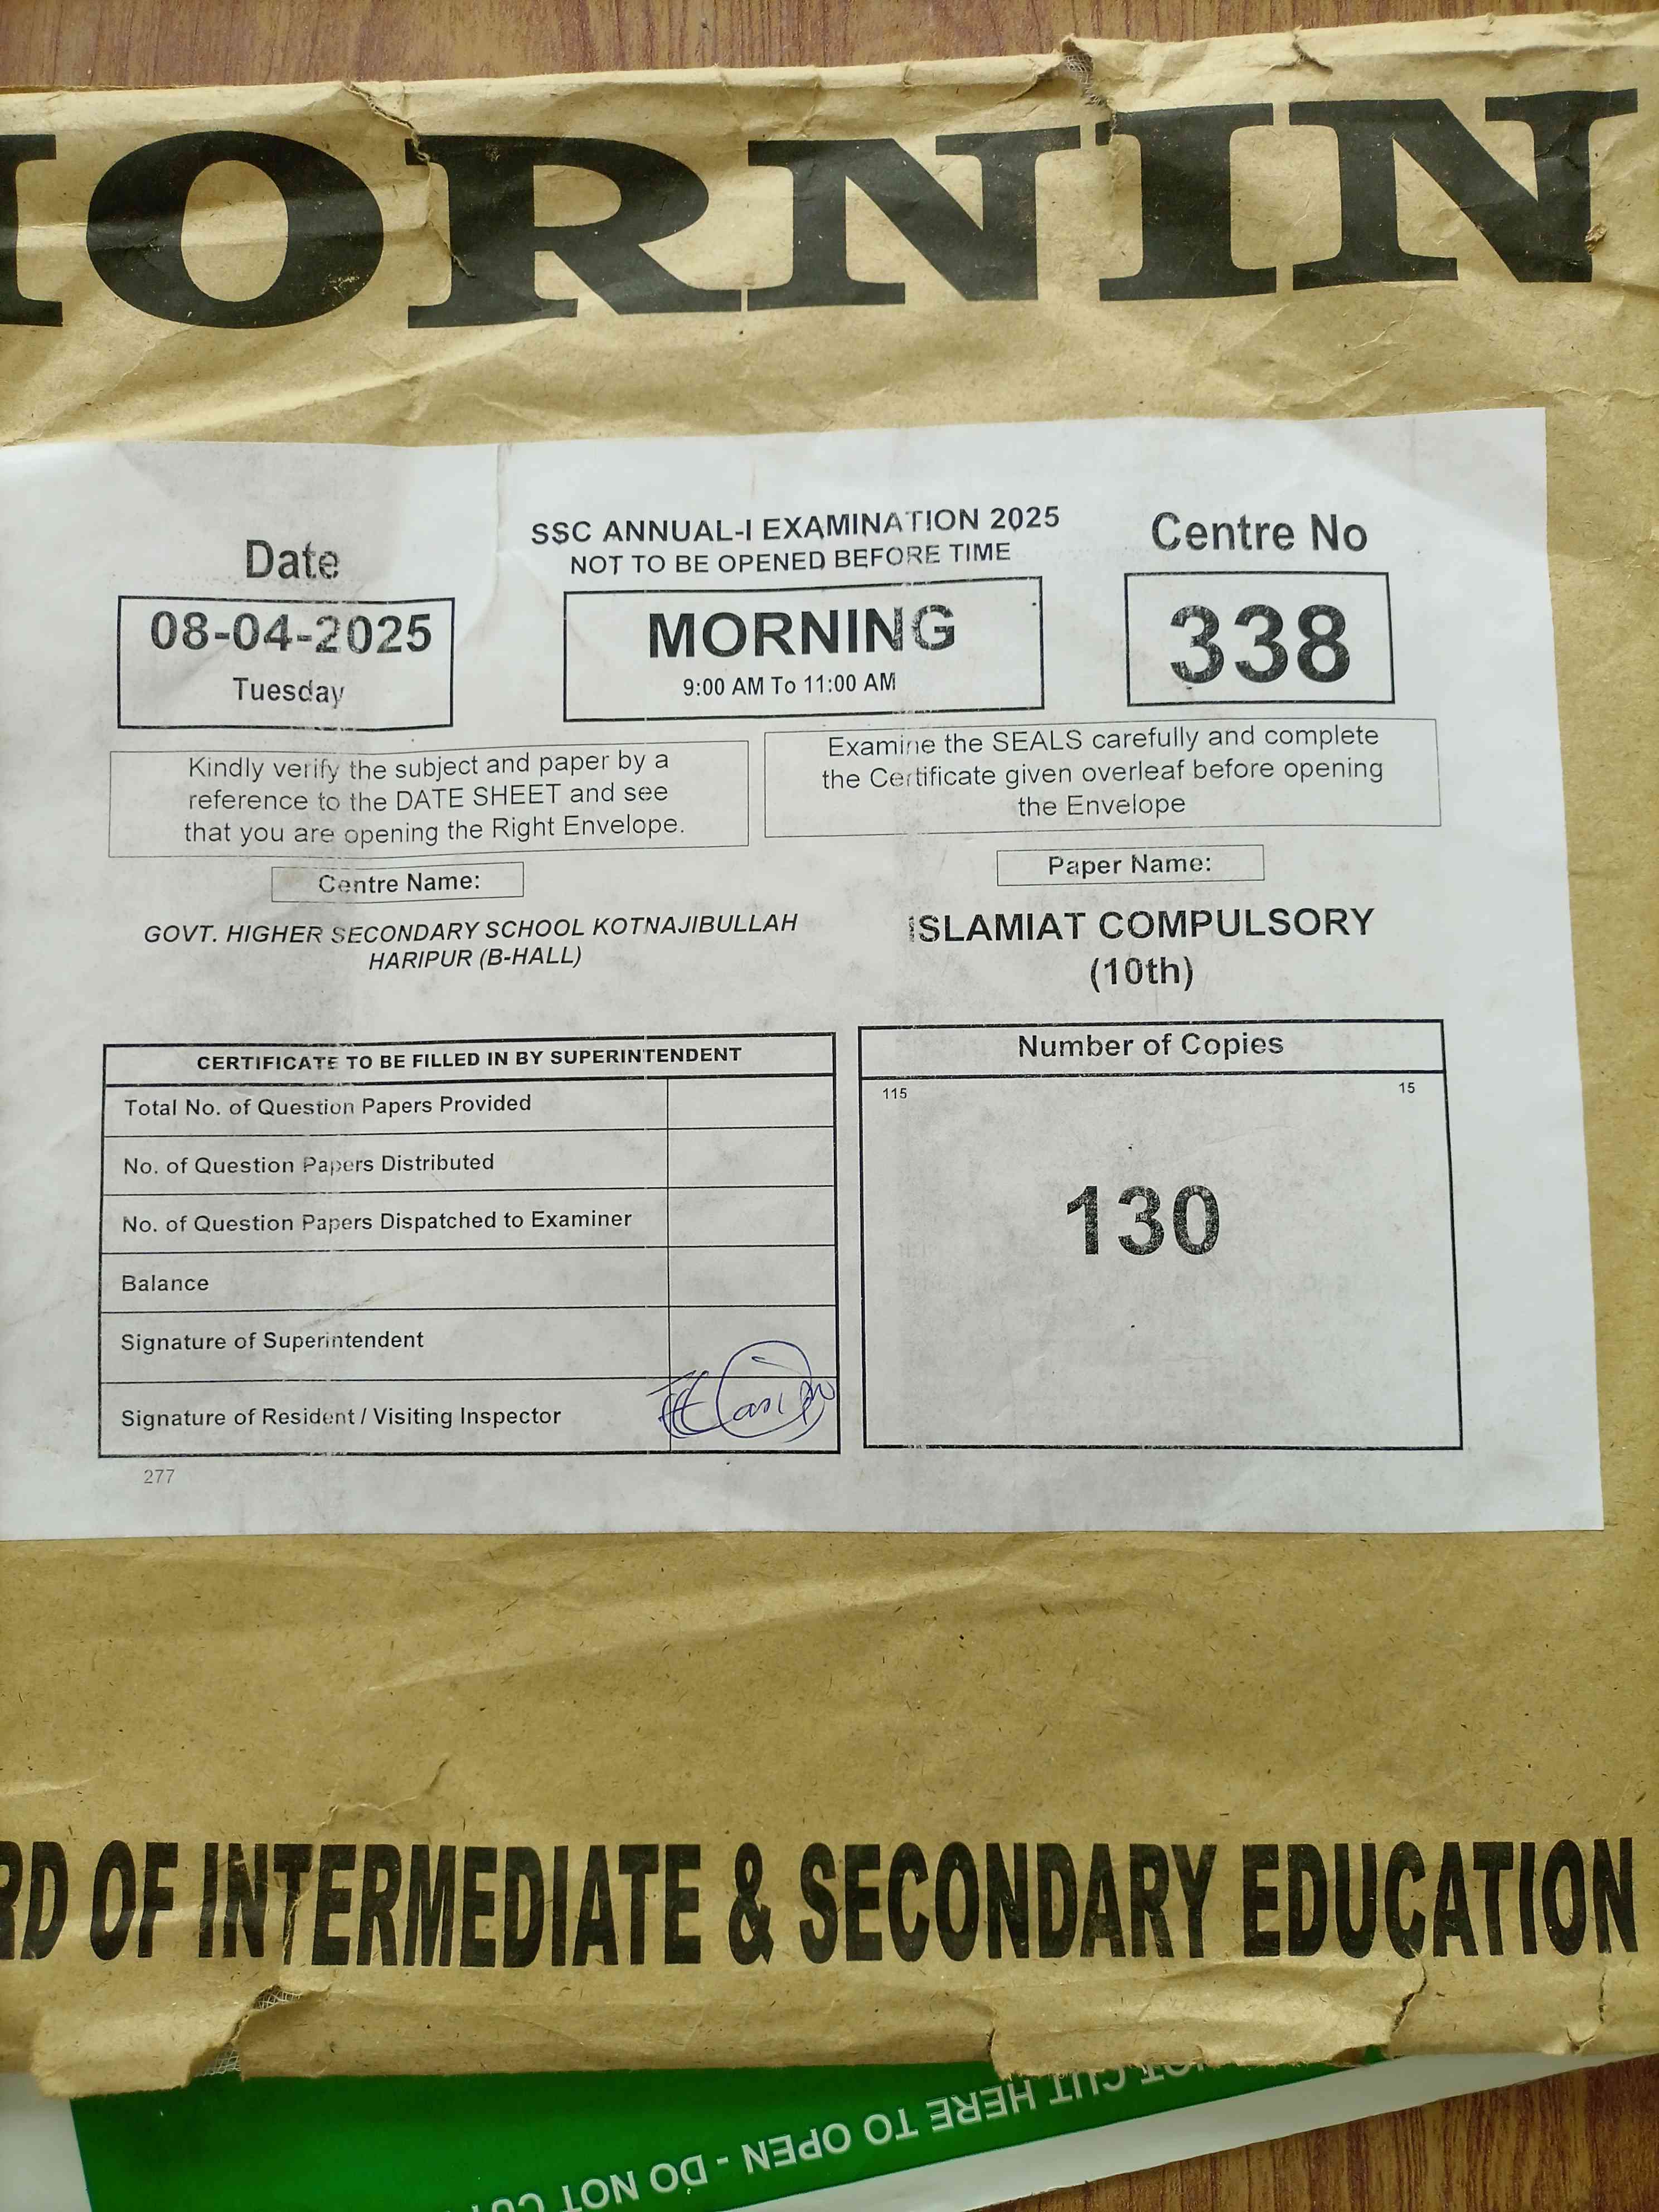 ORNIN
SSC ANNUAL-I EXAMINATION 2025
NOT TO BE OPENED BEFORE TIME
Date
08-04-2025
Tuesday
MORNING
9:00 AM To 11:00 AM
Centre No
338
Kindly verify the subject and paper by a
reference to the DATE SHEET and see
that you are opening the Right Envelope.
Examine the SEALS carefully and complete
the Certificate given overleaf before opening
the Envelope
Centre Name:
GOVT. HIGHER SECONDARY SCHOOL KOTNAJIBULLAH
HARIPUR (B-HALL)
Paper Name:
ISLAMIAT COMPULSORY
(10th)
CERTIFICATE TO BE FILLED IN BY SUPERINTENDENT
Total No. of Question Papers Provided
No. of Question Papers Distributed
No. of Question Papers Dispatched to Examiner
Balance
Signature of Superintendent
Signature of Resident / Visiting Inspector
277
Number of Copies
115 15
130
RD OF INTERMEDIATE & SECONDARY EDUCATION
NOT CUT HERE TO OPEN - DO NOT CU